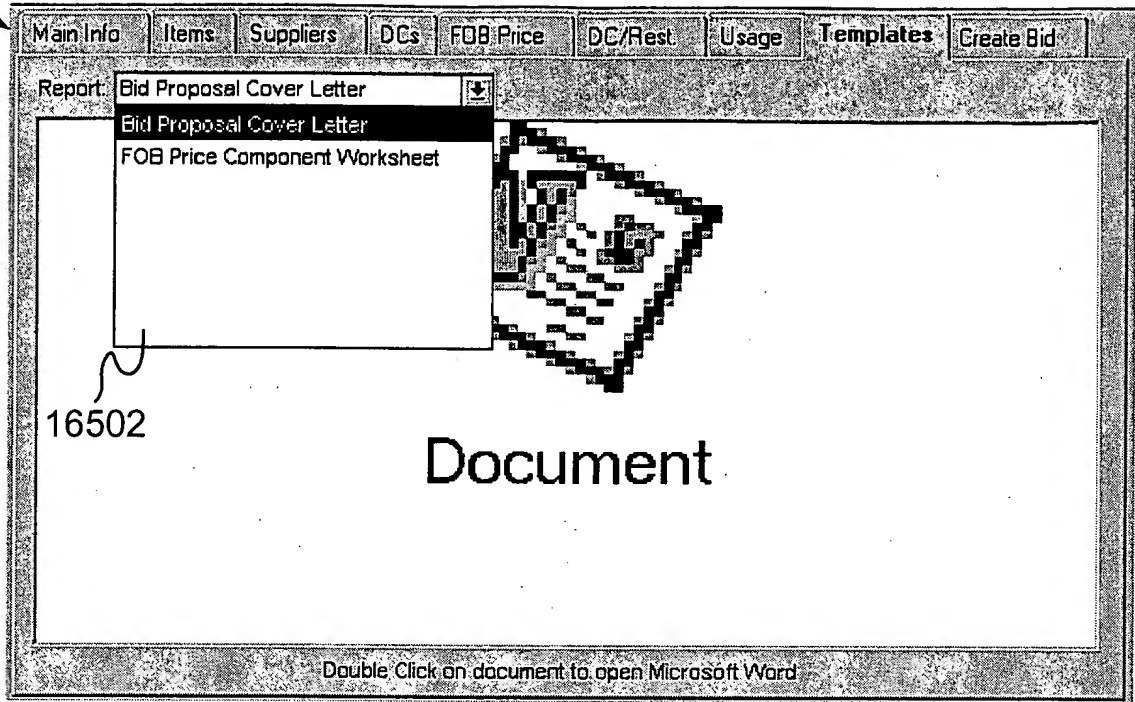 Main Info Items Suppliers DCs FOB Price DC/Rest. Usage Templates Create Bid
Report: Bid Proposal Cover Letter
Bid Proposal Cover Letter
FOB Price Component Worksheet
16502
Document
Double Click on document to open Microsoft Word